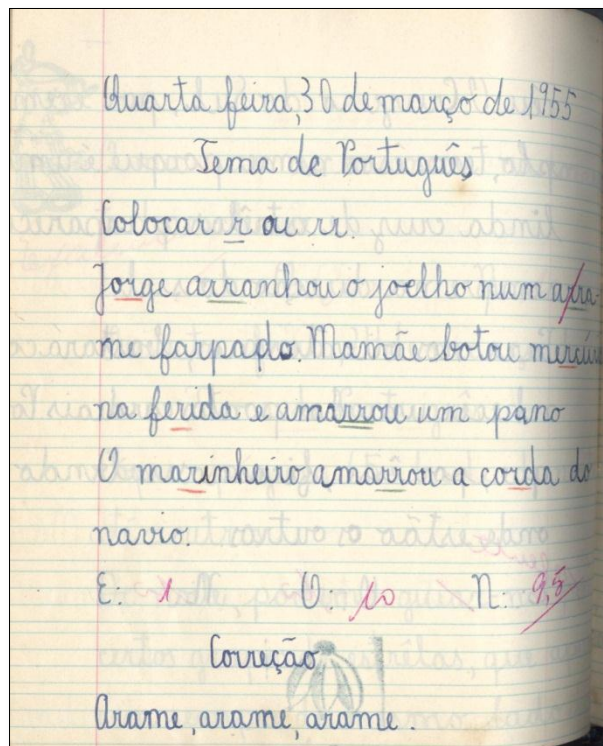 Quarta feira, 30 de março de 1955
Tema de Português
Colocar r ou rr.
Jorge arranhou o joelho num arra-
me farpado. Mamãe botou mercúrio
na ferida e amarrou um pano
O marinheiro amarrou a corda do
navio.
E: 1 O: 10 N: 9,5
Correção
Arame, arame, arame.